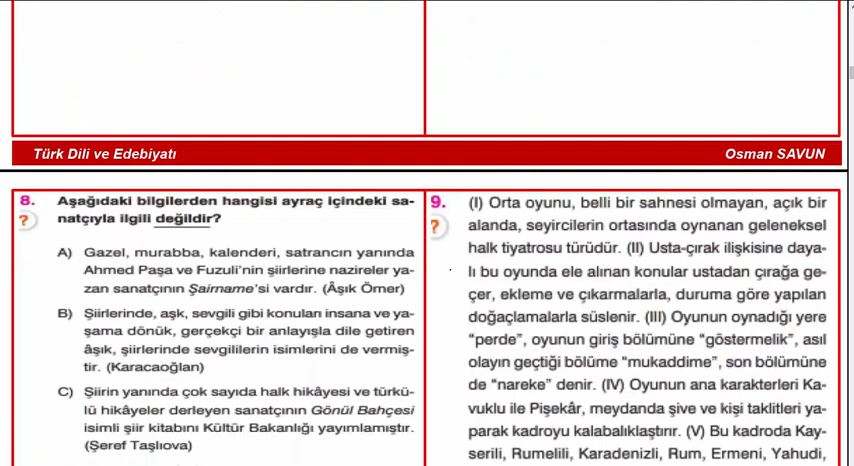 Türk Dili ve Edebiyatı
Osman SAVUN
8. Aşağıdaki bilgilerden hangisi ayraç içindeki sa-
natçıyla ilgili değildir?
A) Gazel, murabba, kalenderi, satrancın yanında
Ahmed Paşa ve Fuzuli'nin şiirlerine nazireler ya-
zan sanatçının Şairname'si vardır. (Âşık Ömer)
B) Şiirlerinde, aşk, sevgili gibi konuları insana ve ya-
şama dönük, gerçekçi bir anlayışla dile getiren
âşık, şiirlerinde sevgililerin isimlerini de vermiş-
tir. (Karacaoğlan)
C) Şiirin yanında çok sayıda halk hikâyesi ve türkü-
lü hikâyeler derleyen sanatçının Gönül Bahçesi
isimli şiir kitabını Kültür Bakanlığı yayımlamıştır.
(Şeref Taşlıova)
9. (I) Orta oyunu, belli bir sahnesi olmayan, açık bir
alanda, seyircilerin ortasında oynanan geleneksel
halk tiyatrosu türüdür. (II) Usta-çırak ilişkisine daya-
lı bu oyunda ele alınan konular ustadan çırağa ge-
çer, ekleme ve çıkarmalarla, duruma göre yapılan
doğaçlamalarla süslenir. (III) Oyunun oynadığı yere
"perde", oyunun giriş bölümüne "göstermelik", asıl
olayın geçtiği bölüme "mukaddime", son bölümüne
de "nareke" denir. (IV) Oyunun ana karakterleri Ka-
vuklu ile Pişekâr, meydanda şive ve kişi taklitleri ya-
parak kadroyu kalabalıklaştırır. (V) Bu kadroda Kay-
serili, Rumelili, Karadenizli, Rum, Ermeni, Yahudi,